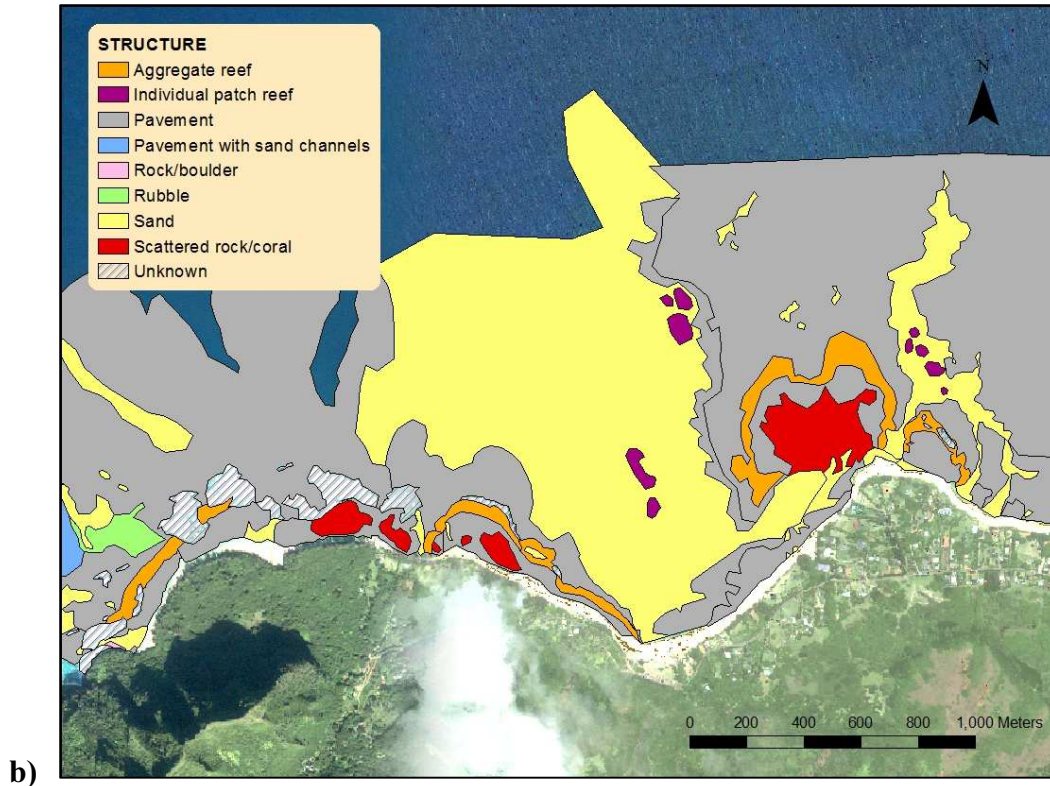 STRUCTURE
Aggregate reef
Individual patch reef
Pavement
Pavement with sand channels
Rock/boulder
Rubble
Sand
Scattered rock/coral
Unknown
N
0 200 400 600 800 1,000 Meters
b)